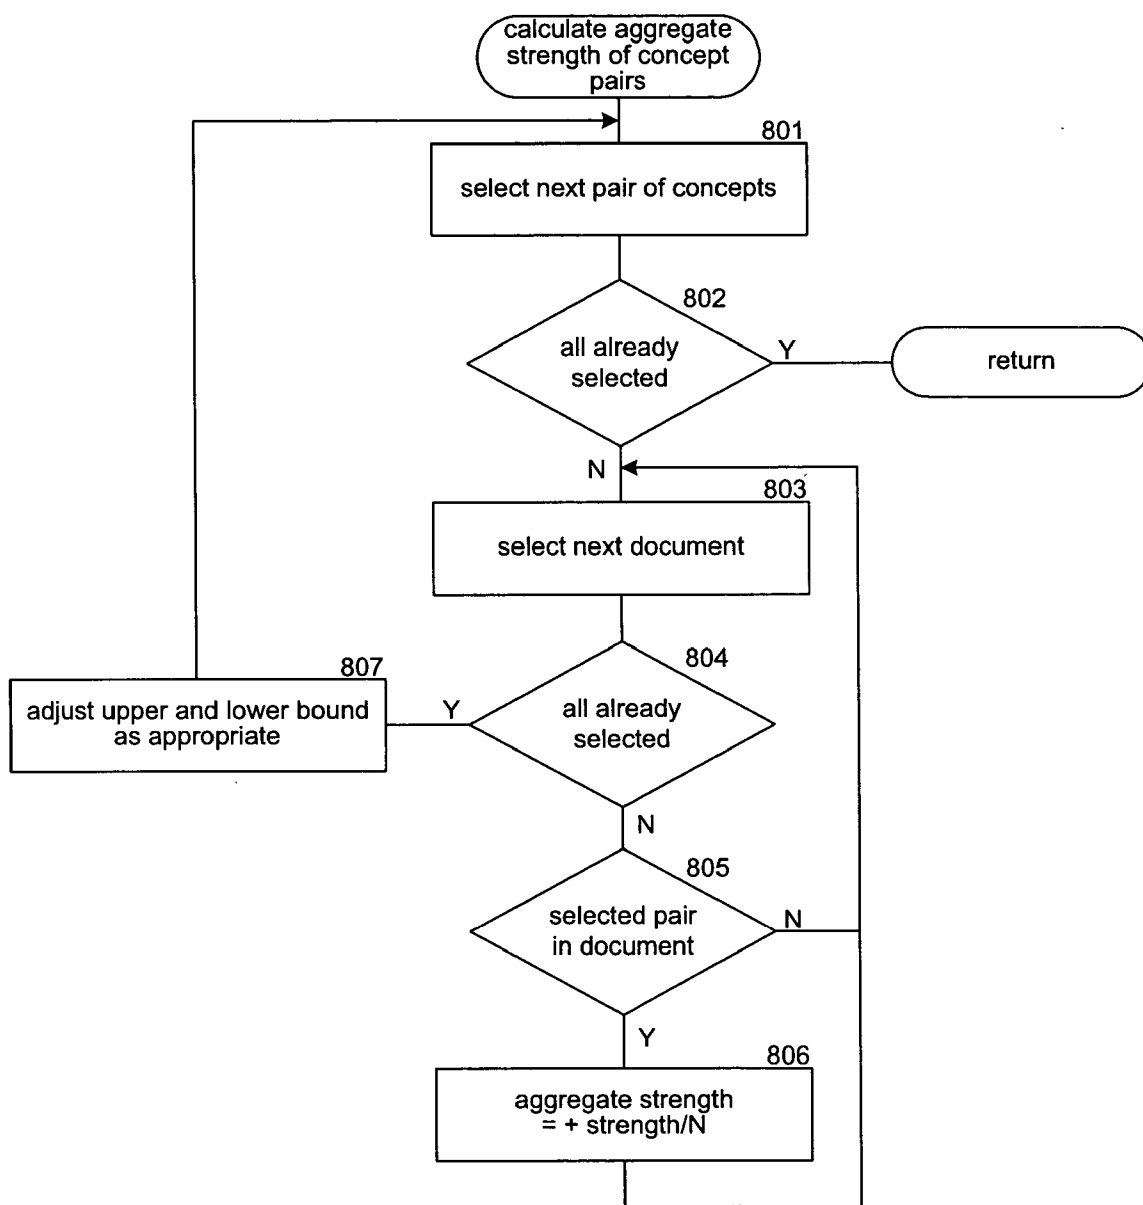 calculate aggregate
strength of concept
pairs
801
select next pair of concepts
802
all already
selected
Y
return
N
803
select next document
804
all already
selected
Y
807
adjust upper and lower bound
as appropriate
N
805
selected pair
in document
N
Y
806
aggregate strength
= + strength/N